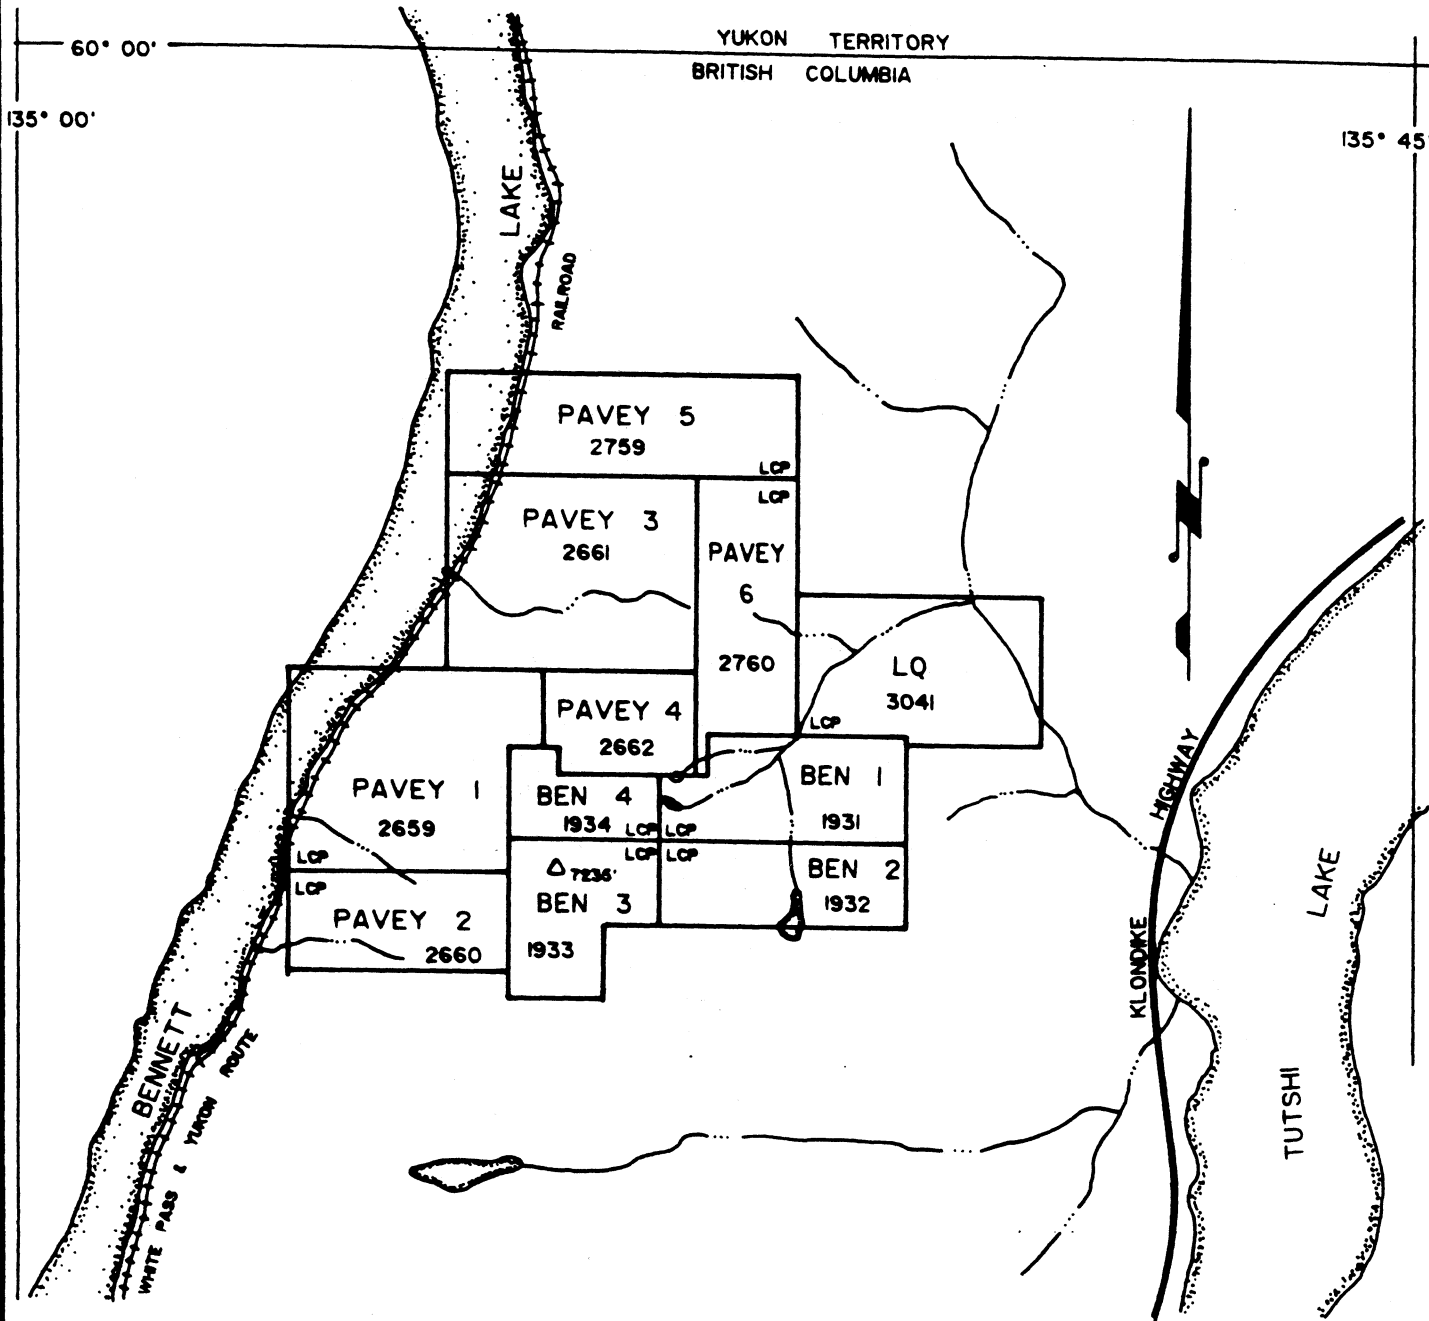 60° 00'
YUKON TERRITORY
BRITISH COLUMBIA
135° 00'
135° 45'
LAKE
RAILROAD
PAVEY 5
2759
LCP
LCP
PAVEY 3
2661
PAVEY
6
2760
LQ
3041
LCP
PAVEY 4
2662
PAVEY 1
2659
LCP
BEN 4
1934 LCP
LCP
BEN 1
1931
LCP
PAVEY 2
2660
LCP
7236'
BEN 3
1933
LCP
BEN 2
1932
HIGHWAY
KLONDIKE
LAKE
TUTSHI
BENNETT
WHITE PASS & YUKON ROUTE